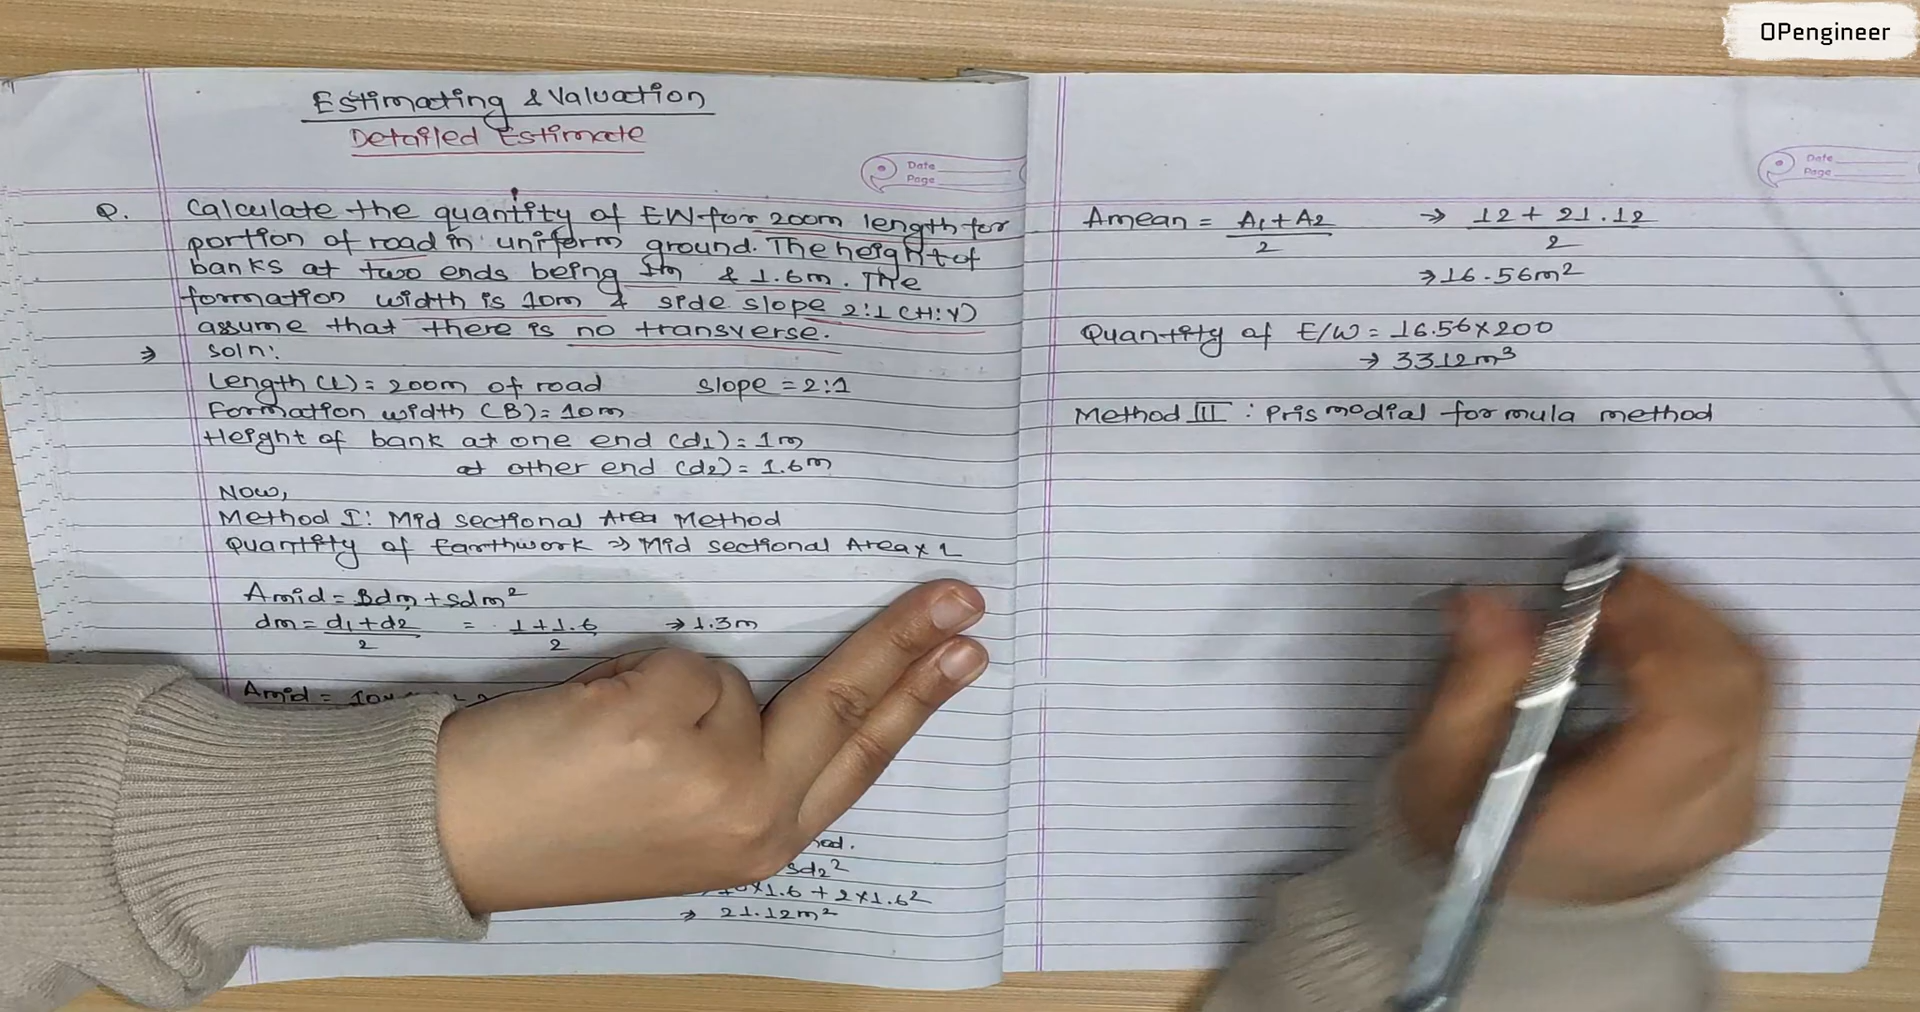 OPengineer
Estimating & Valuation
Detailed Estimate
Date
Page
Q. Calculate the quantity of EW for 200m length for
portion of road in uniform ground. The height of
banks at two ends being 1m & 1.6m. The
formation width is 10m & side slope 2:1 (H:V)
assume that there is no transverse.
⇒ Soln:
Length (L) = 200m of road slope = 2:1
Formation width (B) = 10m
Height of bank at one end (d1) = 1m
at other end (d2) = 1.6m
Now,
Method I: Mid sectional Area Method
Quantity of Earthwork ⇒ Mid sectional Area × L
Amid = Bdm + Sdm²
dm = d1+d2/2 = 1+1.6/2 → 1.3m
Amid = 10×
Sd2²
×1.6 + 2×1.6²
⇒ 21.12m²
Date
Page
Amean = A1+A2/2 → 12+21.12/2
→ 16.56m²
Quantity of E/W = 16.56×200
→ 3312m³
Method III : Prismodial formula method